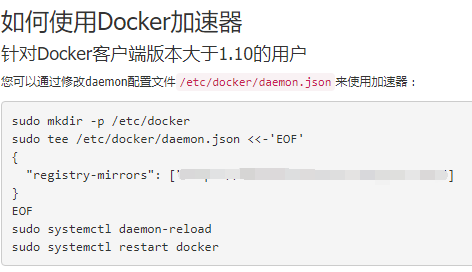 如何使用Docker加速器
针对Docker客户端版本大于1.10的用户
您可以通过修改daemon配置文件 /etc/docker/daemon.json 来使用加速器：
sudo mkdir -p /etc/docker
sudo tee /etc/docker/daemon.json <<-'EOF'
{
  "registry-mirrors": [" "]
}
EOF
sudo systemctl daemon-reload
sudo systemctl restart docker